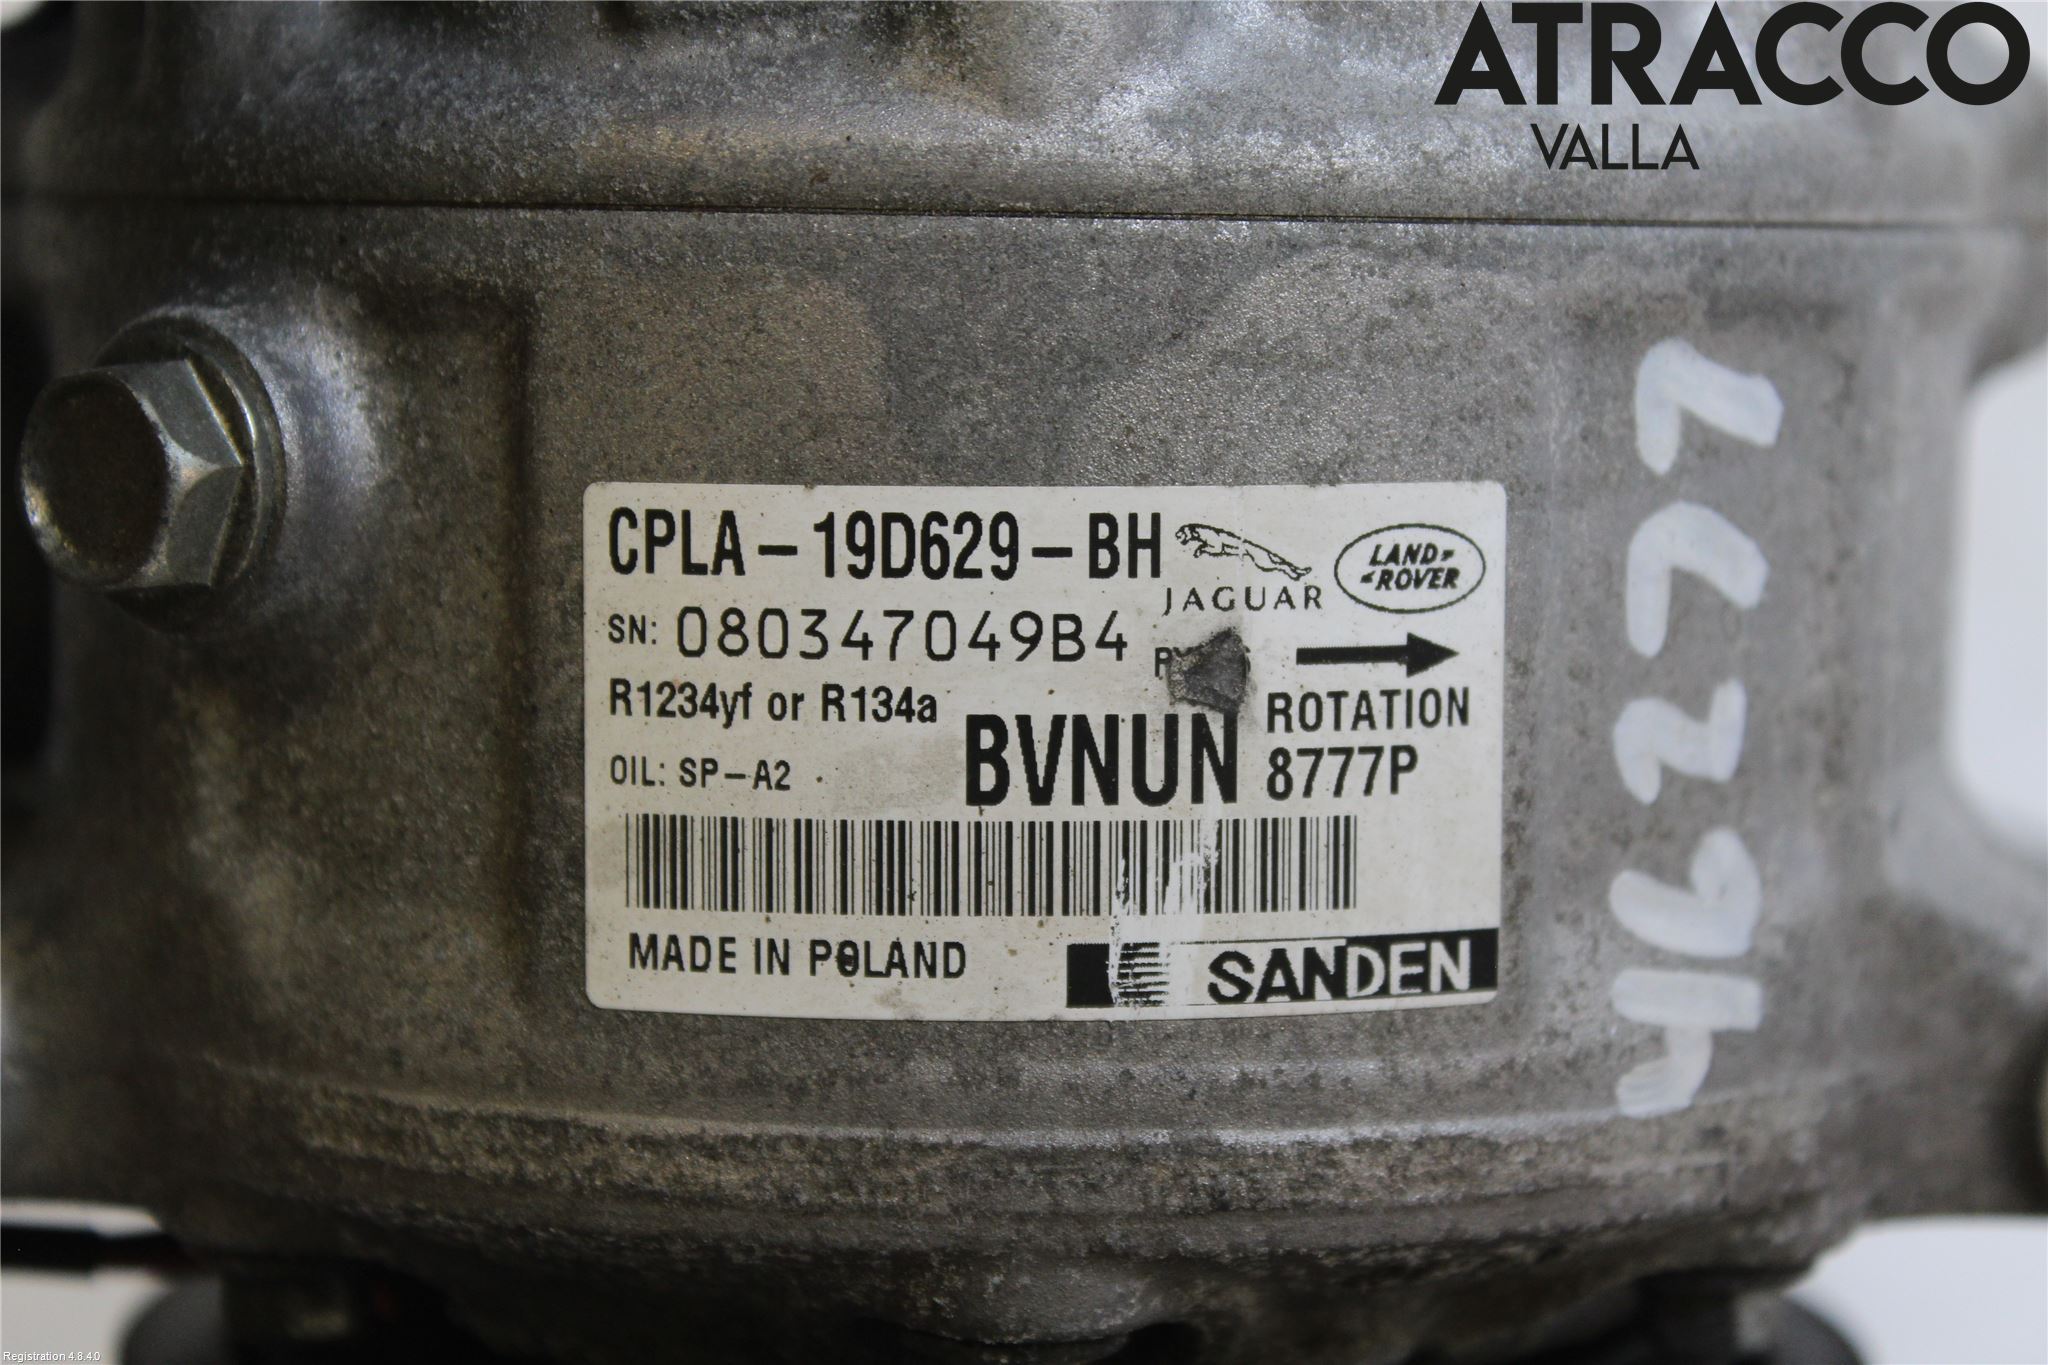 ATRACCO
VALLA
CPLA-19D629-BH
JAGUAR
LAND-
-ROVER
SN: 080347049B4
ROTATION
R1234yf or R134a
BVNUN 8777P
OIL: SP-A2
MADE IN POLAND
SANDEN
Registration 4.8.4.0